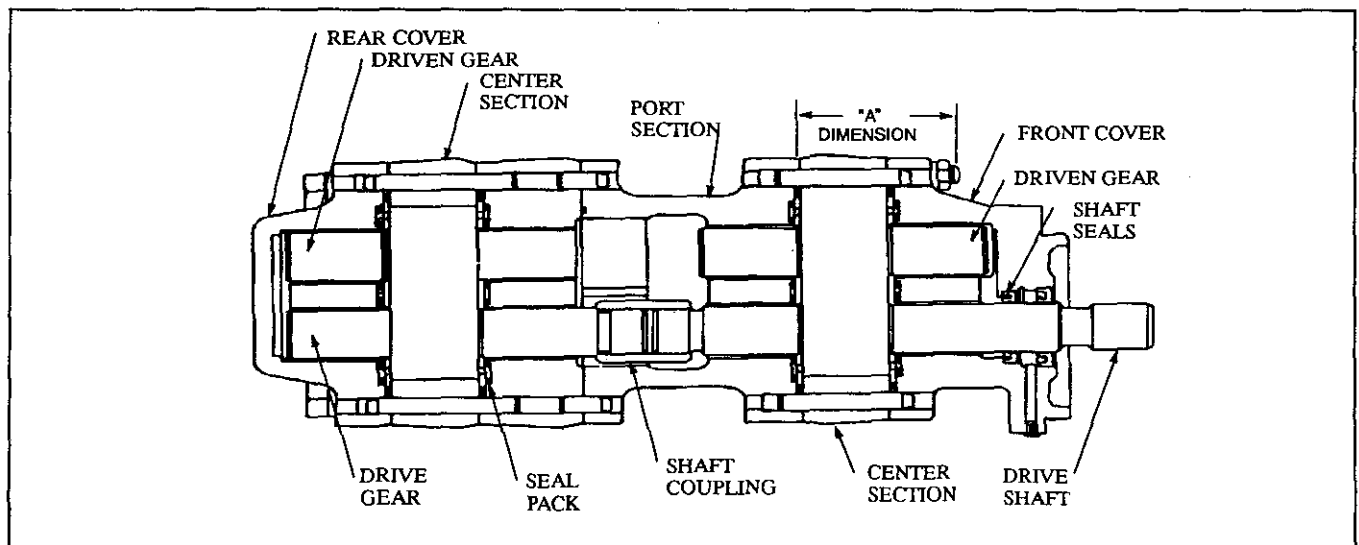 REAR COVER
DRIVEN GEAR
CENTER
SECTION
PORT
SECTION
"A"
DIMENSION
FRONT COVER
DRIVEN GEAR
SHAFT
SEALS
DRIVE
GEAR
SEAL
PACK
SHAFT
COUPLING
CENTER
SECTION
DRIVE
SHAFT